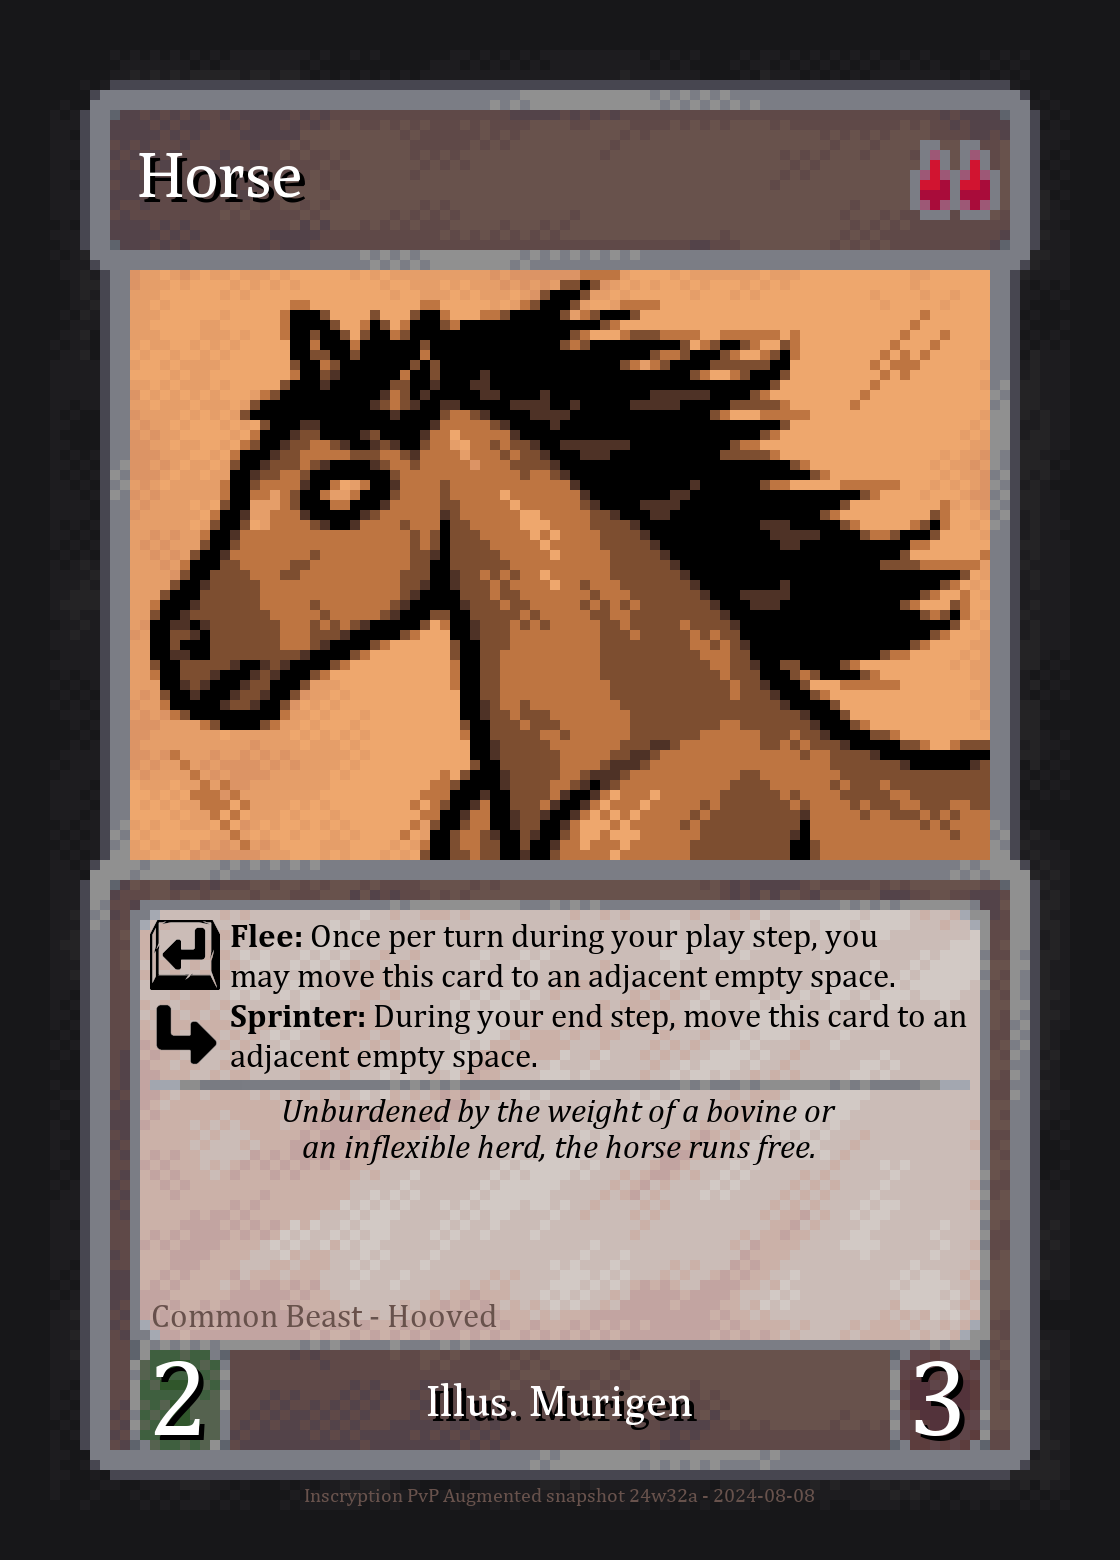 Horse
Flee: Once per turn during your play step, you
may move this card to an adjacent empty space.
Sprinter: During your end step, move this card to an
adjacent empty space.
Unburdened by the weight of a bovine or
an inflexible herd, the horse runs free.
Common Beast - Hooved
2
Illus. Murigen
3
Inscryption PvP Augmented snapshot 24w32a - 2024-08-08